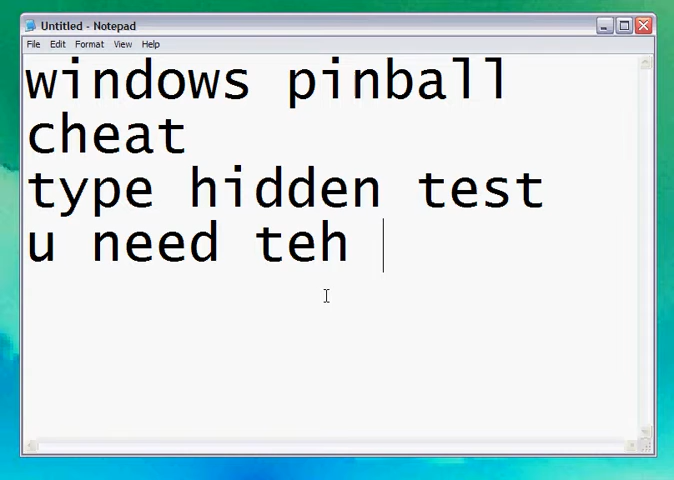 Untitled - Notepad
File Edit Format View Help
windows pinball
cheat
type hidden test
u need teh